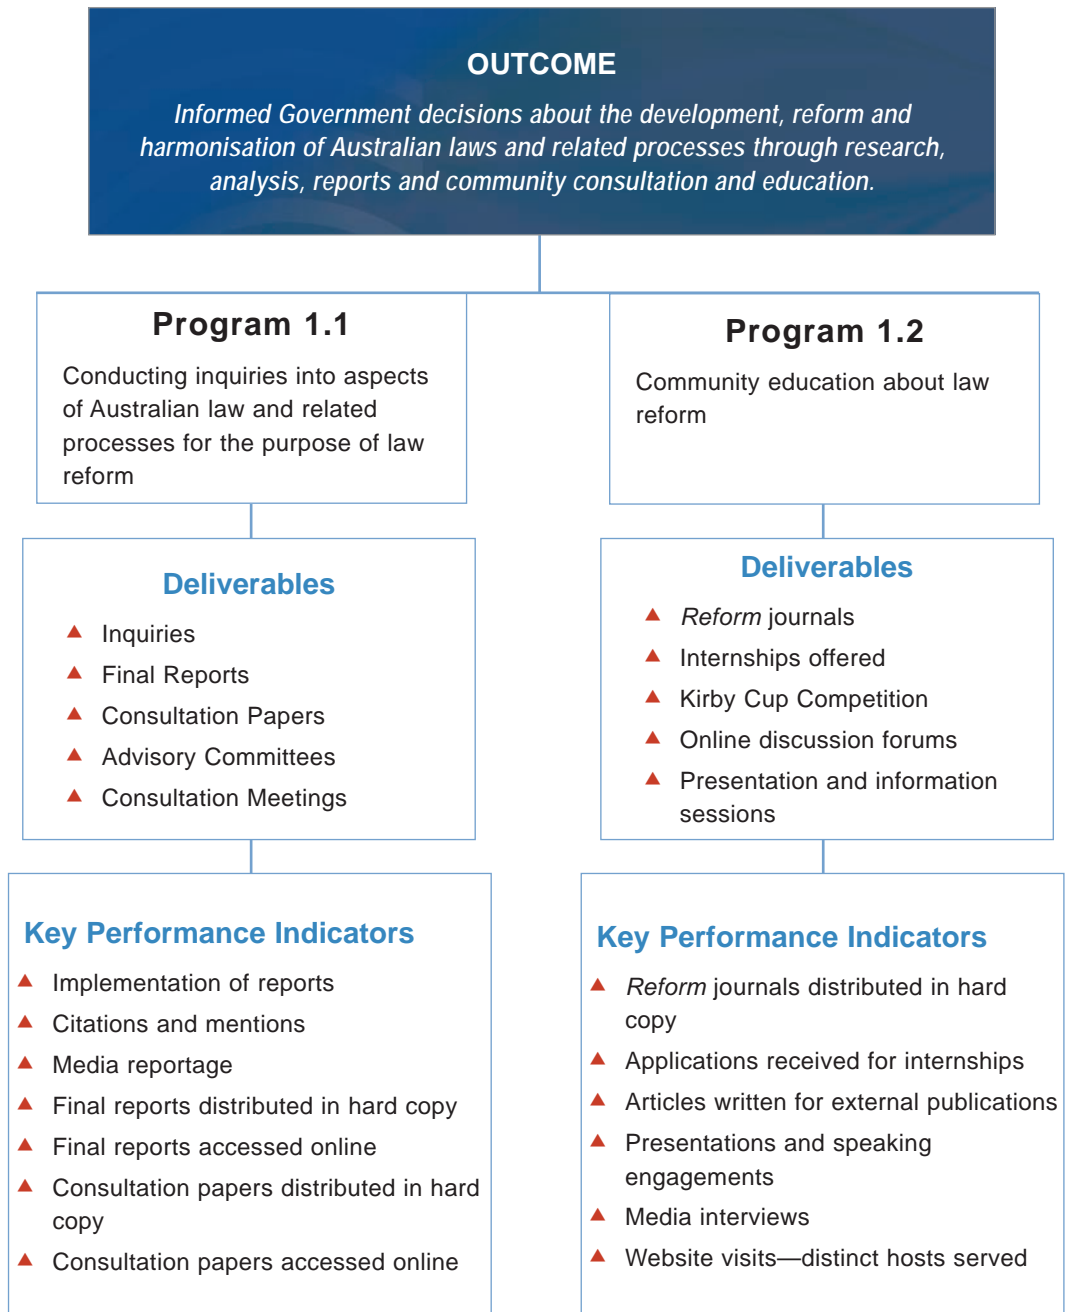 OUTCOME
Informed Government decisions about the development, reform and
harmonisation of Australian laws and related processes through research,
analysis, reports and community consultation and education.
Program 1.1
Conducting inquiries into aspects
of Australian law and related
processes for the purpose of law
reform
Deliverables
Inquiries
Final Reports
Consultation Papers
Advisory Committees
Consultation Meetings
Key Performance Indicators
Implementation of reports
Citations and mentions
Media reportage
Final reports distributed in hard copy
Final reports accessed online
Consultation papers distributed in hard
copy
Consultation papers accessed online
Program 1.2
Community education about law
reform
Deliverables
Reform journals
Internships offered
Kirby Cup Competition
Online discussion forums
Presentation and information
sessions
Key Performance Indicators
Reform journals distributed in hard
copy
Applications received for internships
Articles written for external publications
Presentations and speaking
engagements
Media interviews
Website visits—distinct hosts served